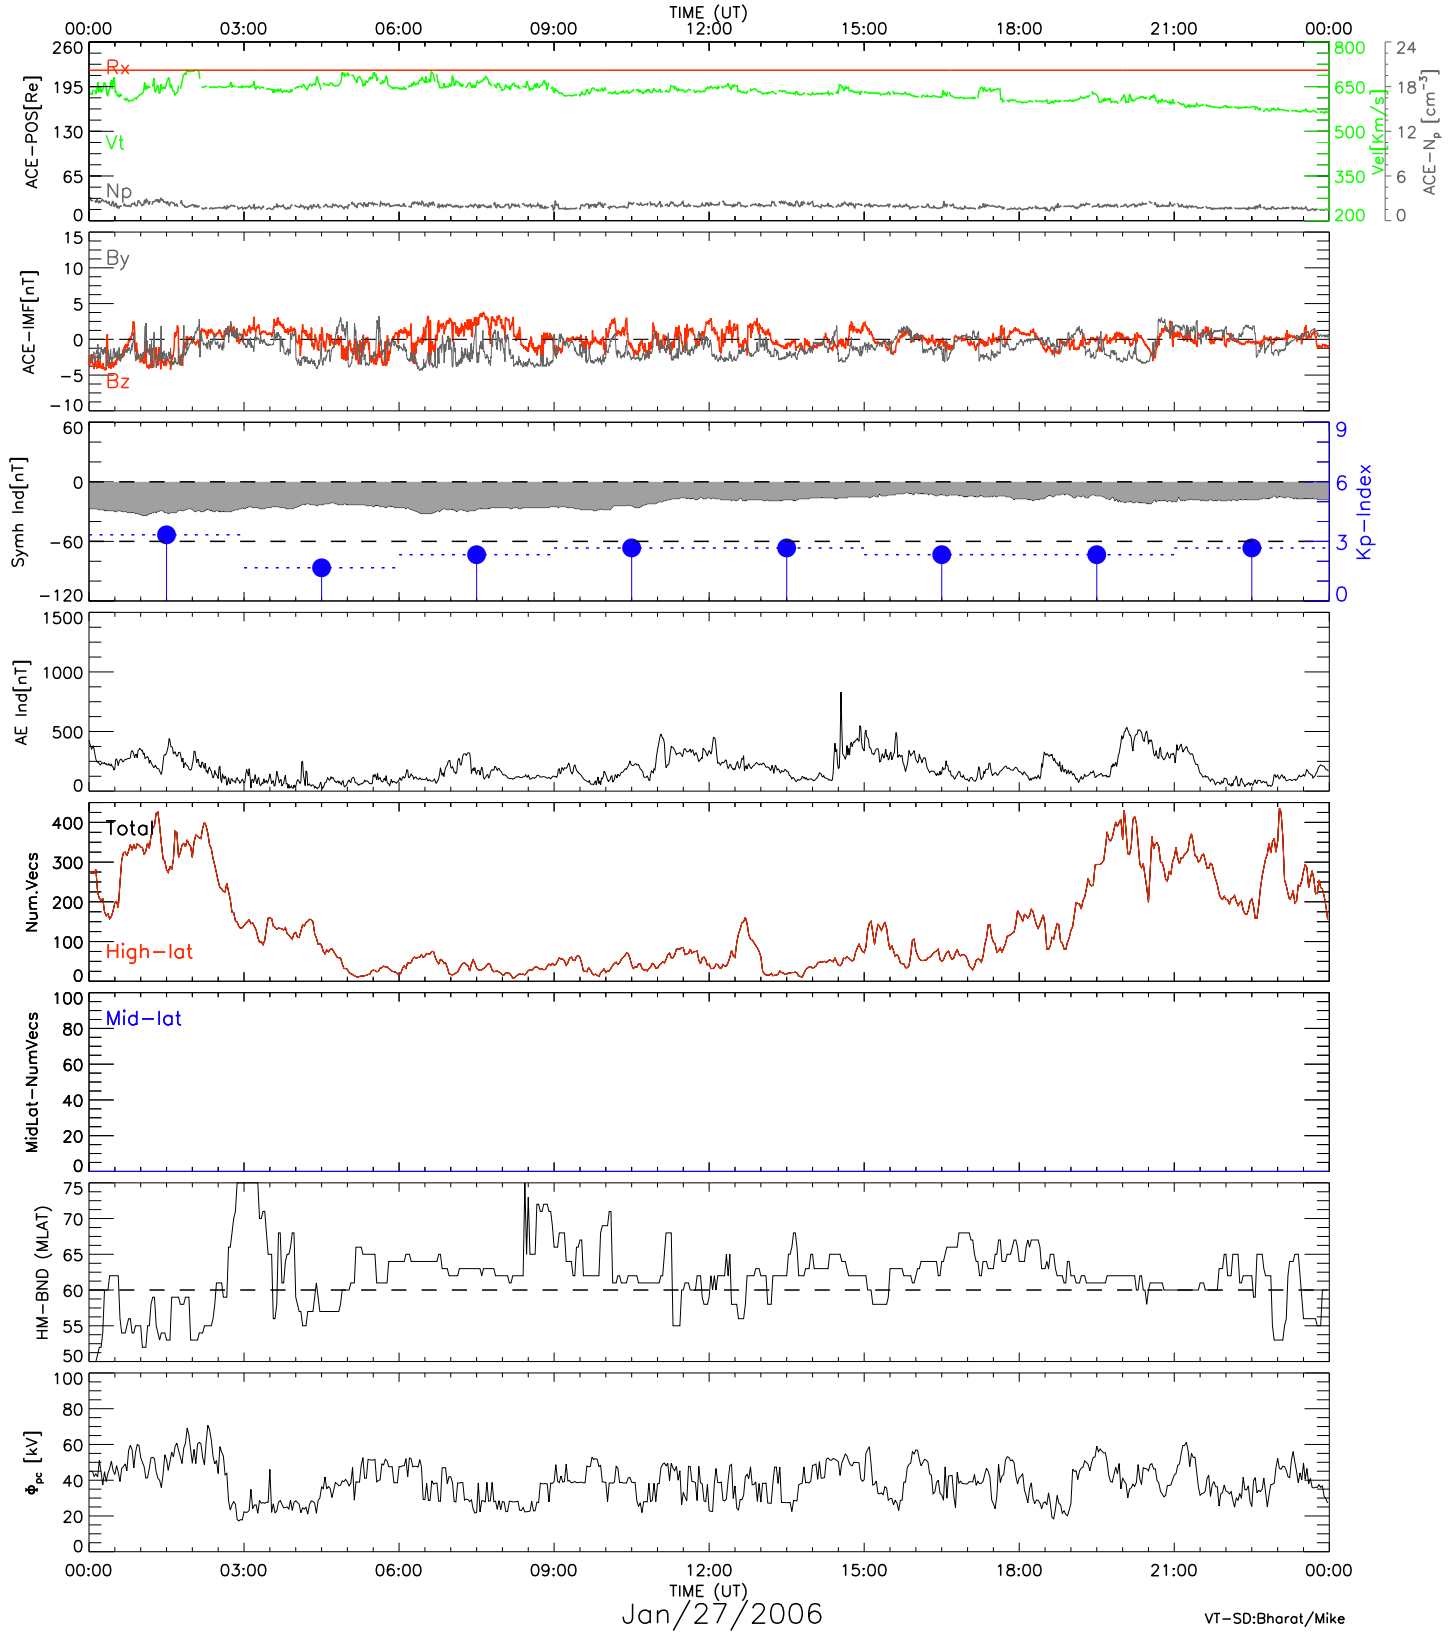 TIME (UT)
00:00 03:00 06:00 09:00 12:00 15:00 18:00 21:00 00:00
260 195 130 65 0
ACE-POS[Re]
Rx
Vt
Np
800 650 500 350 200
Vel[Km/s]
24 18 12 6 0
ACE-Np [cm⁻³]
15 10 5 0 -5 -10
ACE-IMF[nT]
By
Bz
60 0 -60 -120
Symh Ind[nT]
9 6 3 0
Kp-Index
1500 1000 500 0
AE Ind[nT]
400 300 200 100 0
Num.Vecs
Total
High-lat
100 80 60 40 20 0
MidLat-NumVecs
Mid-lat
75 70 65 60 55 50
HM-BND (MLAT)
100 80 60 40 20 0
Φpc [kV]
00:00 03:00 06:00 09:00 12:00 15:00 18:00 21:00 00:00
TIME (UT)
Jan/27/2006
VT-SD:Bharat/Mike